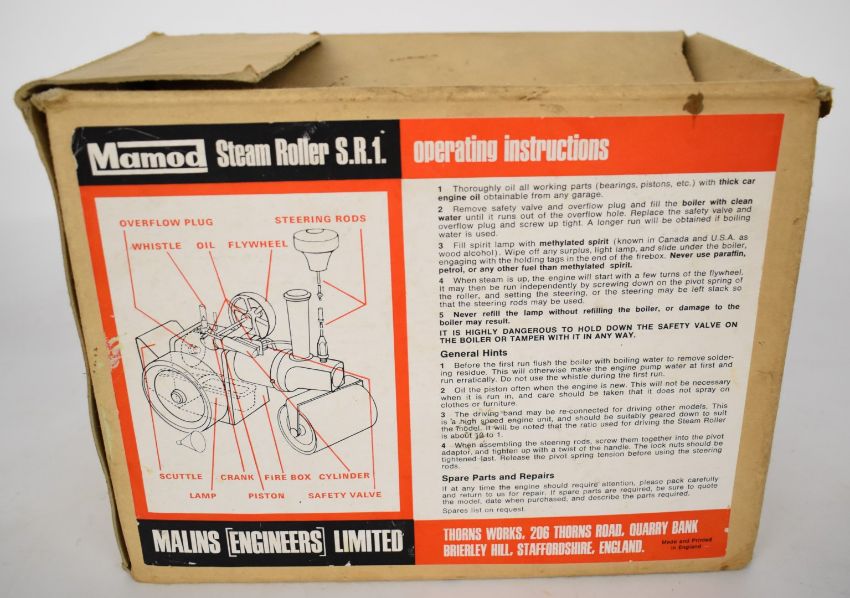 Mamod Steam Roller S.R.1. operating instructions
OVERFLOW PLUG
STEERING RODS
WHISTLE OIL FLYWHEEL
SCUTTLE CRANK FIRE BOX CYLINDER
LAMP PISTON SAFETY VALVE
1 Thoroughly oil all working parts (bearings, pistons, etc.) with thick car
engine oil obtainable from any garage.
2 Remove safety valve and overflow plug and fill the boiler with clean
water until it runs out of the overflow hole. Replace the safety valve and
overflow plug and screw up tight. A longer run will be obtained if boiling
water is used.
3 Fill spirit lamp with methylated spirit (known in Canada and U.S.A. as
wood alcohol). Wipe off any surplus, light lamp, and slide under the boiler,
engaging with the holding tags in the end of the firebox. Never use paraffin,
petrol, or any other fuel than methylated spirit.
4 When steam is up, the engine will start with a few turns of the flywheel,
it may then be run independently by screwing down on the pivot spring of
the roller, and setting the steering, or the steering may be left slack so
that the steering rods may be used.
5 Never refill the lamp without refilling the boiler, or damage to the
boiler may result.
IT IS HIGHLY DANGEROUS TO HOLD DOWN THE SAFETY VALVE ON
THE BOILER OR TAMPER WITH IT IN ANY WAY.
General Hints
1 Before the first run flush the boiler with boiling water to remove solder-
ing residue. This will otherwise make the engine pump water at first and
run erratically. Do not use the whistle during the first run.
2 Oil the piston often when the engine is new. This will not be necessary
when it is run in, and care should be taken that it does not spray on
clothes or furniture.
3 The driving band may be re-connected for driving other models. This
is a high speed engine unit, and should be suitably geared down to suit
the model. It will be noted that the ratio used for driving the Steam Roller
is about to 1.
4 When assembling the steering rods, screw them together into the pivot
adaptor, and tighten up with a twist of the handle. The lock nuts should be
tightened last. Release the pivot spring tension before using the steering
rods.
Spare Parts and Repairs
If at any time the engine should require attention, please pack carefully
and return to us for repair. If spare parts are required, be sure to quote
the model, date when purchased, and describe the parts required.
Spares list on request.
MALINS [ENGINEERS] LIMITED
THORNS WORKS, 206 THORNS ROAD, QUARRY BANK
BRIERLEY HILL, STAFFORDSHIRE, ENGLAND.
Made and Printed
in England